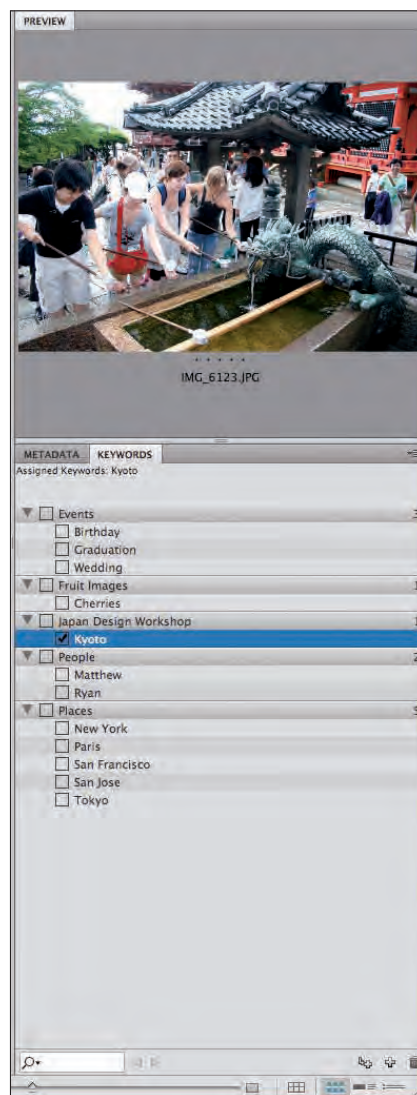 PREVIEW
IMG_6123.JPG
METADATA KEYWORDS
Assigned Keywords: Kyoto
Events
Birthday
Graduation
Wedding
Fruit Images
Cherries
Japan Design Workshop
Kyoto
People
Matthew
Ryan
Places
New York
Paris
San Francisco
San Jose
Tokyo